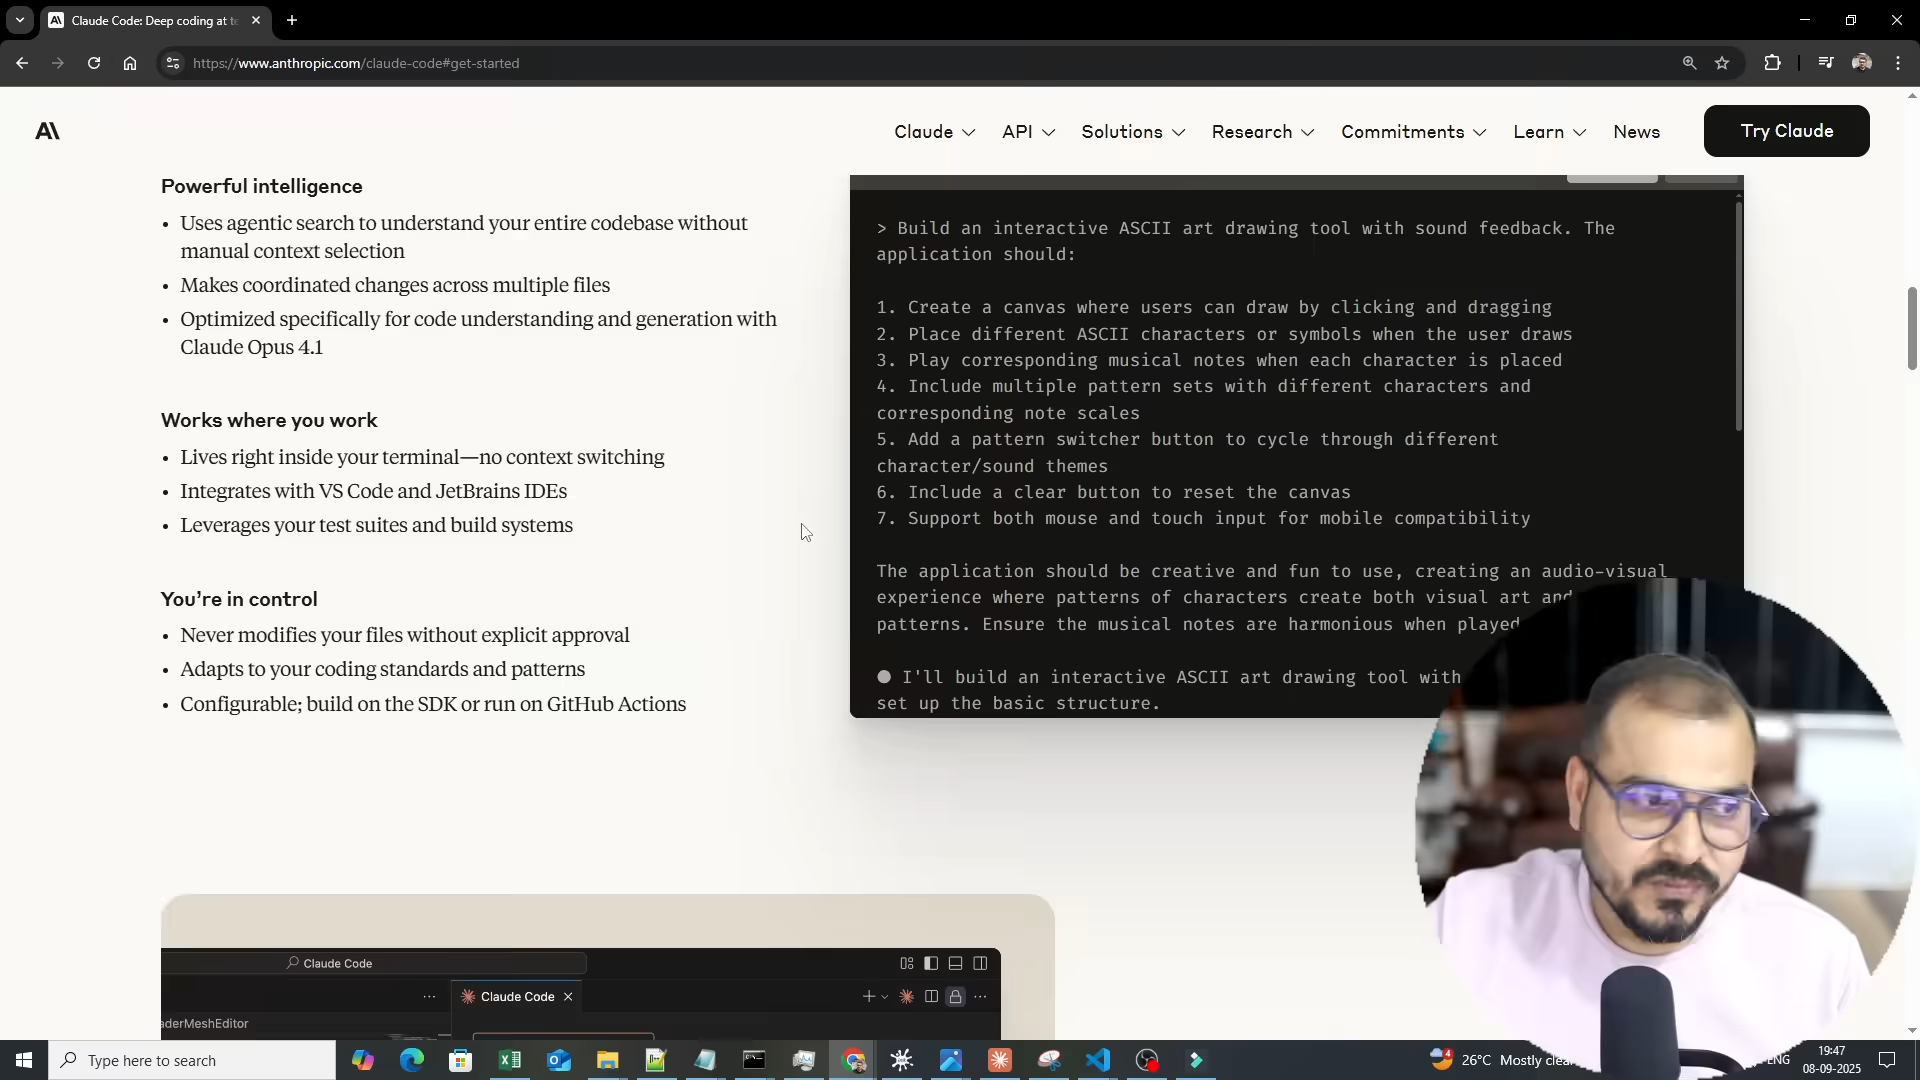 Claude Code: Deep coding at te
https://www.anthropic.com/claude-code#get-started
A\
Claude
API
Solutions
Research
Commitments
Learn
News
Try Claude
Powerful intelligence
• Uses agentic search to understand your entire codebase without
manual context selection
• Makes coordinated changes across multiple files
• Optimized specifically for code understanding and generation with
Claude Opus 4.1
Works where you work
• Lives right inside your terminal—no context switching
• Integrates with VS Code and JetBrains IDEs
• Leverages your test suites and build systems
You’re in control
• Never modifies your files without explicit approval
• Adapts to your coding standards and patterns
• Configurable; build on the SDK or run on GitHub Actions
> Build an interactive ASCII art drawing tool with sound feedback. The
application should:
1. Create a canvas where users can draw by clicking and dragging
2. Place different ASCII characters or symbols when the user draws
3. Play corresponding musical notes when each character is placed
4. Include multiple pattern sets with different characters and
corresponding note scales
5. Add a pattern switcher button to cycle through different
character/sound themes
6. Include a clear button to reset the canvas
7. Support both mouse and touch input for mobile compatibility
The application should be creative and fun to use, creating an audio-visual
experience where patterns of characters create both visual art and
patterns. Ensure the musical notes are harmonious when played
● I'll build an interactive ASCII art drawing tool with
set up the basic structure.
Claude Code
Claude Code
aderMeshEditor
Type here to search
4
26°C Mostly clea
ENG
19:47
08-09-2025